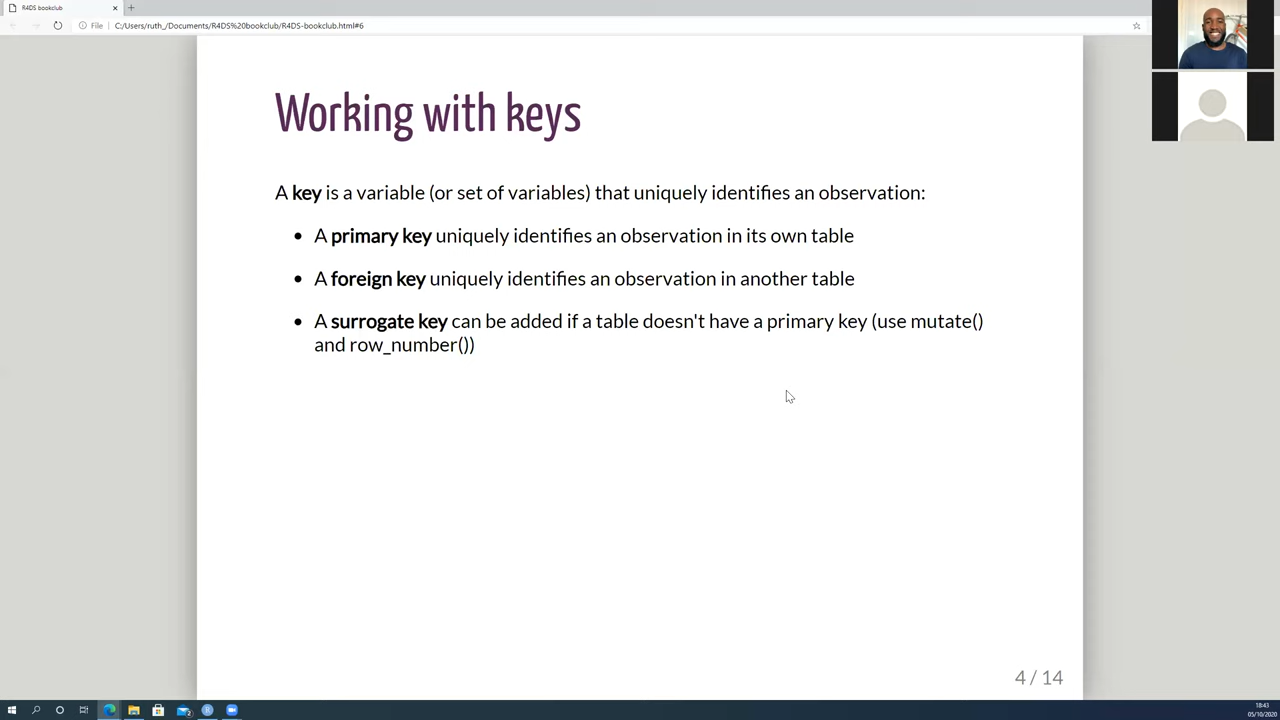 R4DS bookclub
File
C:/Users/ruth_/Documents/R4DS%20bookclub/R4DS-bookclub.html#6
Working with keys
A key is a variable (or set of variables) that uniquely identifies an observation:
A primary key uniquely identifies an observation in its own table
A foreign key uniquely identifies an observation in another table
A surrogate key can be added if a table doesn't have a primary key (use mutate()
and row_number())
4 / 14
18:43
05/10/2020